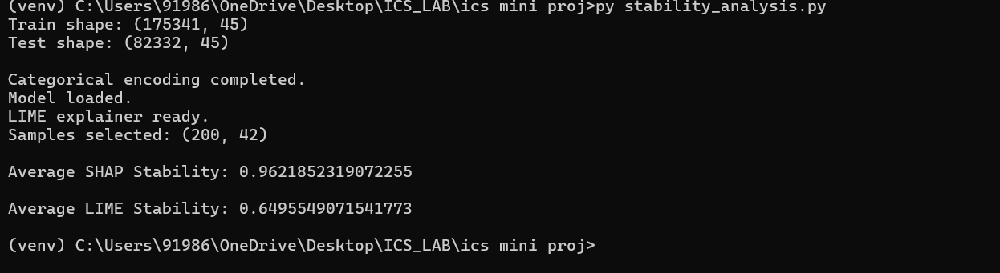 (venv) C:\Users\91986\OneDrive\Desktop\ICS_LAB\ics mini proj>py stability_analysis.py
Train shape: (175341, 45)
Test shape: (82332, 45)
Categorical encoding completed.
Model loaded.
LIME explainer ready.
Samples selected: (200, 42)
Average SHAP Stability: 0.9621852319072255
Average LIME Stability: 0.6495549071541773
(venv) C:\Users\91986\OneDrive\Desktop\ICS_LAB\ics mini proj>